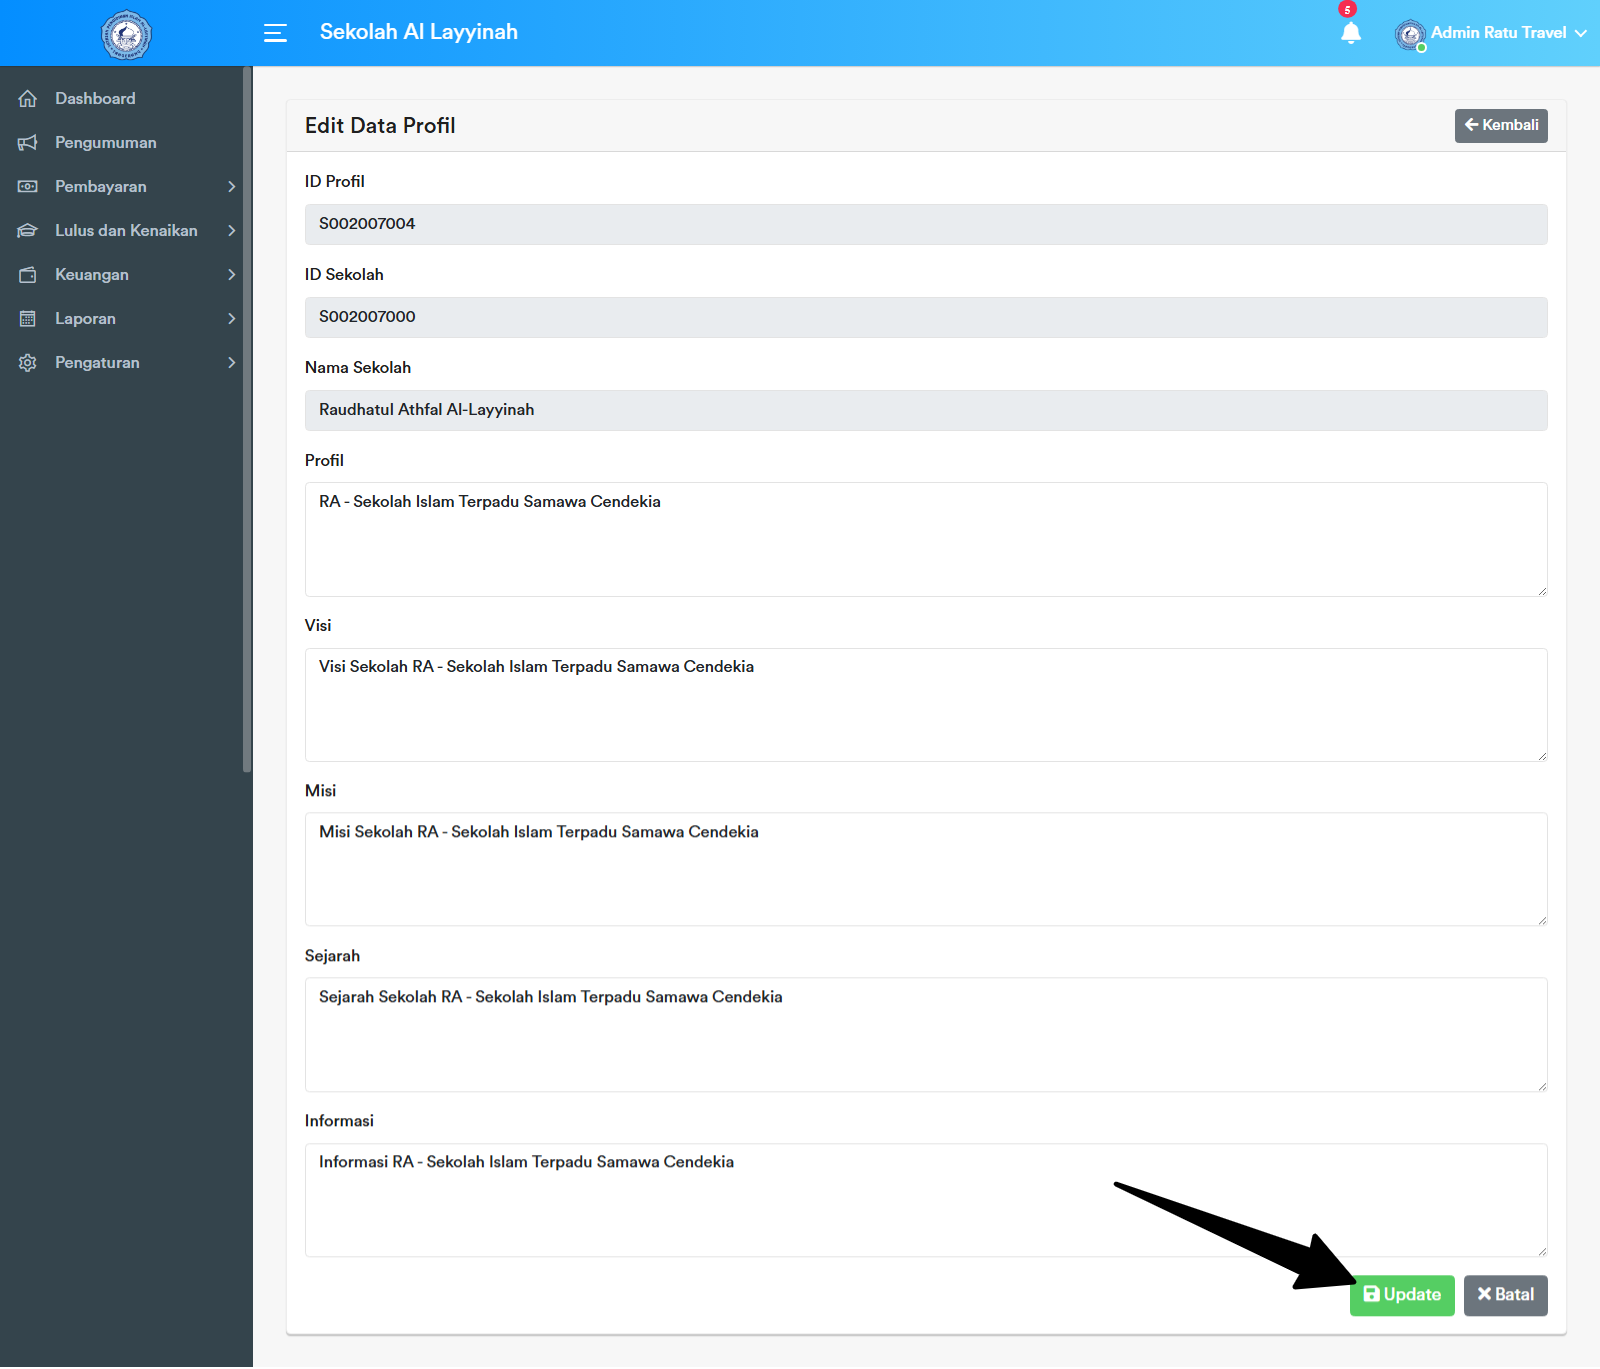 Sekolah Al Layyinah
5
Admin Ratu Travel
Dashboard
Pengumuman
Pembayaran
Lulus dan Kenaikan
Keuangan
Laporan
Pengaturan
Edit Data Profil
Kembali
ID Profil
S002007004
ID Sekolah
S002007000
Nama Sekolah
Raudhatul Athfal Al-Layyinah
Profil
RA - Sekolah Islam Terpadu Samawa Cendekia
Visi
Visi Sekolah RA - Sekolah Islam Terpadu Samawa Cendekia
Misi
Misi Sekolah RA - Sekolah Islam Terpadu Samawa Cendekia
Sejarah
Sejarah Sekolah RA - Sekolah Islam Terpadu Samawa Cendekia
Informasi
Informasi RA - Sekolah Islam Terpadu Samawa Cendekia
Update
Batal